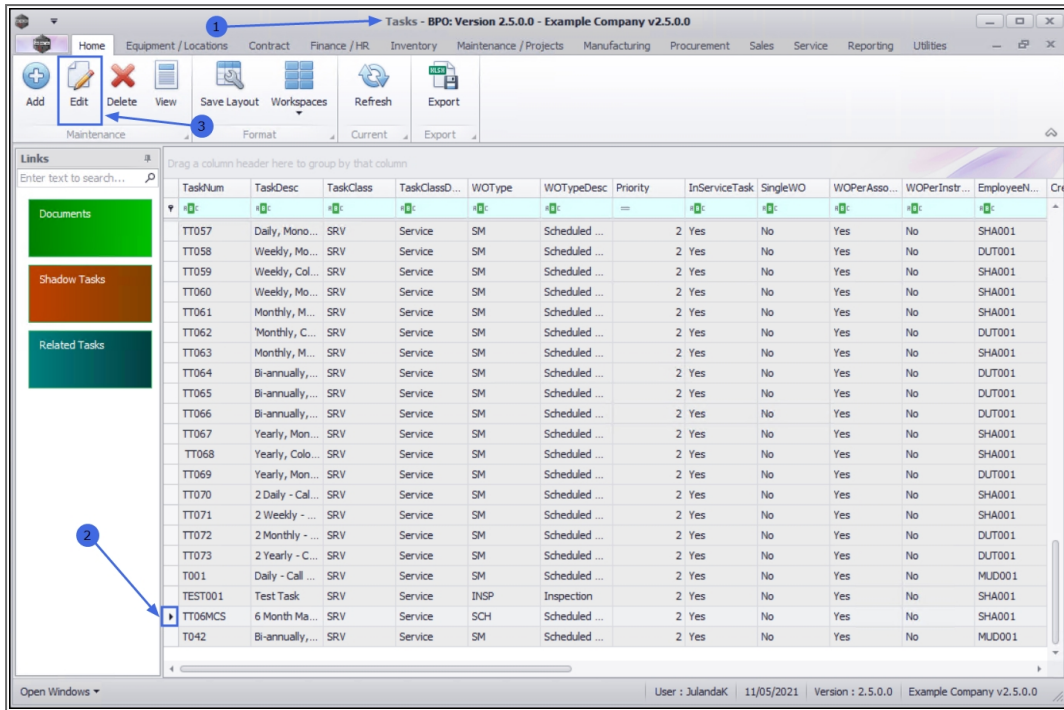 1
Tasks - BPO: Version 2.5.0.0 - Example Company v2.5.0.0
Home Equipment / Locations Contract Finance / HR Inventory Maintenance / Projects Manufacturing Procurement Sales Service Reporting Utilities
Add Edit Delete View Save Layout Workspaces Refresh Export
3
Maintenance Format Current Export
Links
Drag a column header here to group by that column
Enter text to search...
TaskNum TaskDesc TaskClass TaskClassD... WOType WOTypeDesc Priority InServiceTask SingleWO WOPerAsso... WOPerInstr... EmployeeN... Cre
Documents
=
TT057 Daily, Mono... SRV Service SM Scheduled ... 2 Yes No Yes No SHA001
TT058 Weekly, Mo... SRV Service SM Scheduled ... 2 Yes No Yes No DUT001
TT059 Weekly, Col... SRV Service SM Scheduled ... 2 Yes No Yes No SHA001
Shadow Tasks
TT060 Weekly, Mo... SRV Service SM Scheduled ... 2 Yes No Yes No SHA001
TT061 Monthly, M... SRV Service SM Scheduled ... 2 Yes No Yes No SHA001
TT062 'Monthly, C... SRV Service SM Scheduled ... 2 Yes No Yes No DUT001
Related Tasks
TT063 Monthly, M... SRV Service SM Scheduled ... 2 Yes No Yes No SHA001
TT064 Bi-annually,... SRV Service SM Scheduled ... 2 Yes No Yes No DUT001
TT065 Bi-annually,... SRV Service SM Scheduled ... 2 Yes No Yes No DUT001
TT066 Bi-annually,... SRV Service SM Scheduled ... 2 Yes No Yes No DUT001
TT067 Yearly, Mon... SRV Service SM Scheduled ... 2 Yes No Yes No SHA001
TT068 Yearly, Colo... SRV Service SM Scheduled ... 2 Yes No Yes No SHA001
TT069 Yearly, Mon... SRV Service SM Scheduled ... 2 Yes No Yes No DUT001
TT070 2 Daily - Cal... SRV Service SM Scheduled ... 2 Yes No Yes No SHA001
TT071 2 Weekly - ... SRV Service SM Scheduled ... 2 Yes No Yes No SHA001
2
TT072 2 Monthly - ... SRV Service SM Scheduled ... 2 Yes No Yes No DUT001
TT073 2 Yearly - C... SRV Service SM Scheduled ... 2 Yes No Yes No DUT001
T001 Daily - Call ... SRV Service SM Scheduled ... 2 Yes No Yes No MUD001
TEST001 Test Task SRV Service INSP Inspection 2 Yes No Yes No SHA001
TT06MCS 6 Month Ma... SRV Service SCH Scheduled ... 2 Yes No Yes No SHA001
T042 Bi-annually,... SRV Service SM Scheduled ... 2 Yes No Yes No MUD001
Open Windows User : JulandaK 11/05/2021 Version : 2.5.0.0 Example Company v2.5.0.0